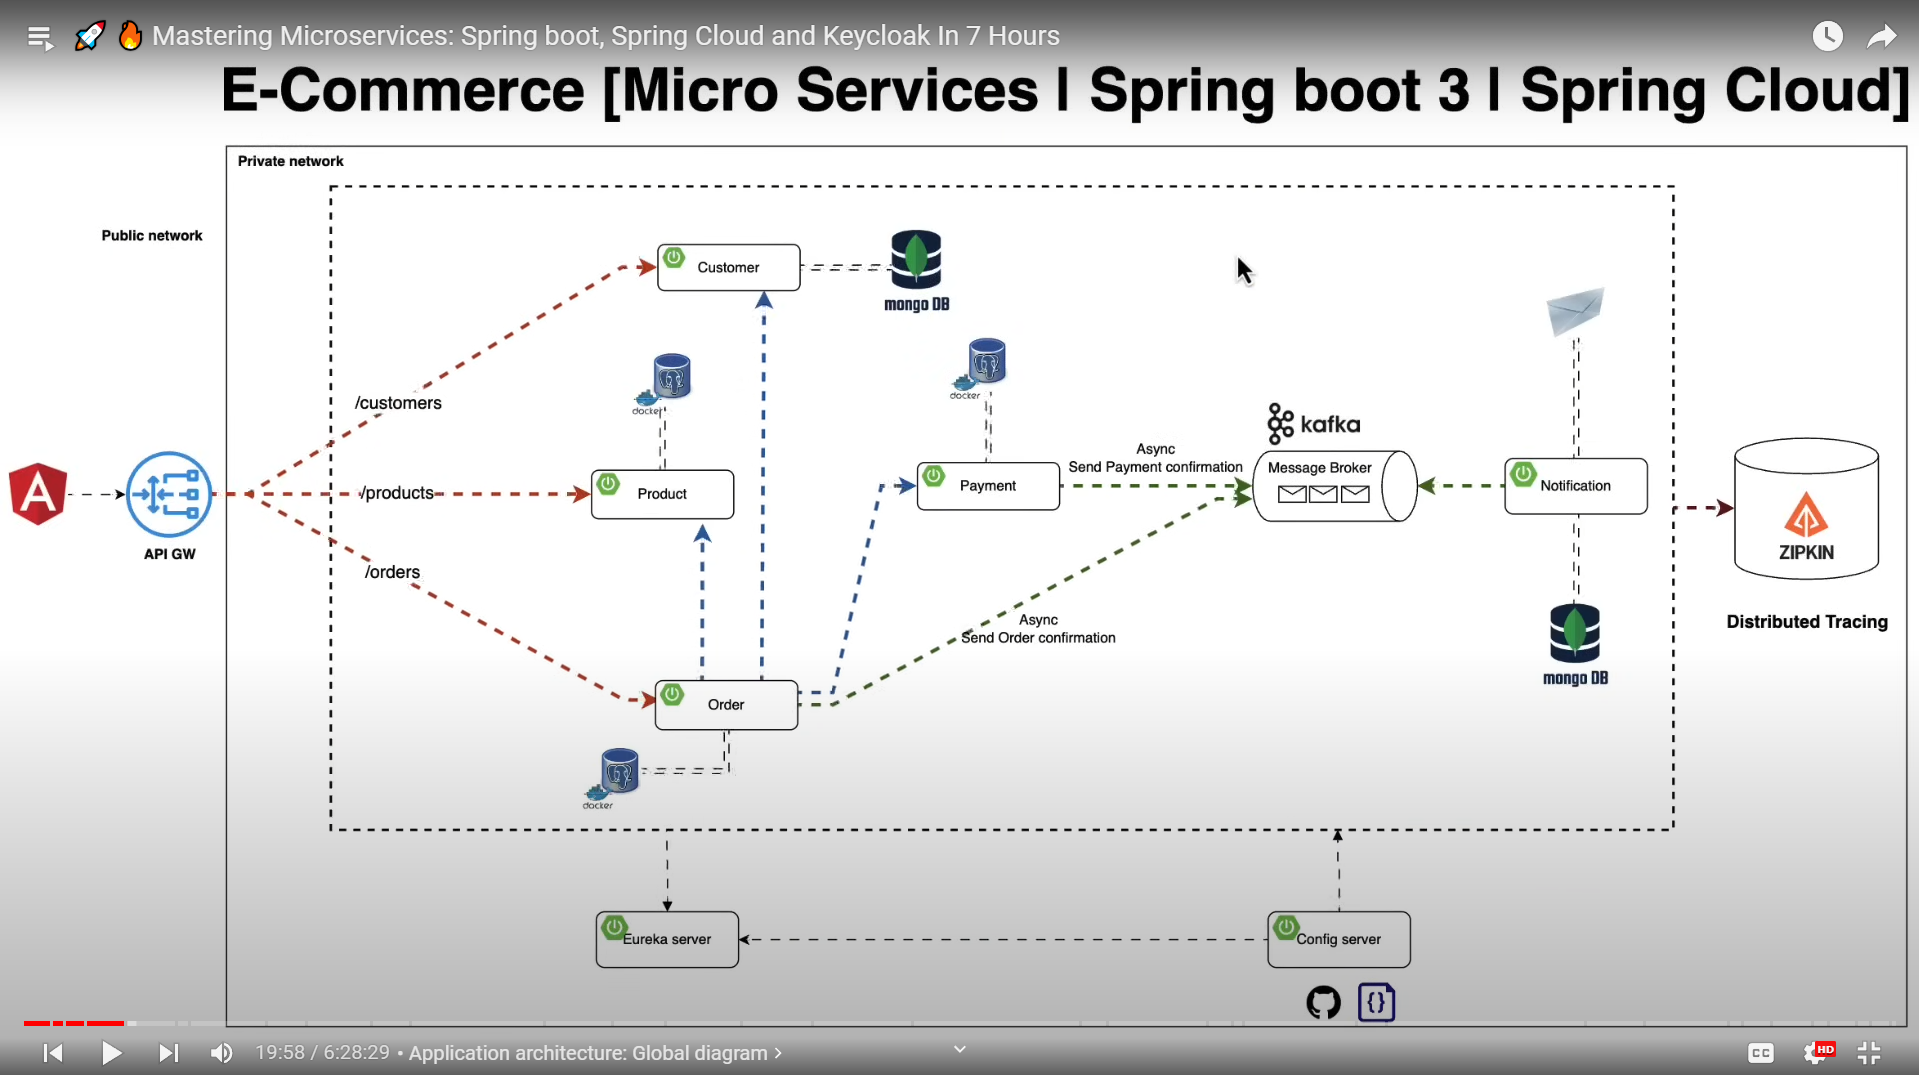 🚀 🔥 Mastering Microservices: Spring boot, Spring Cloud and Keycloak In 7 Hours
E-Commerce [Micro Services | Spring boot 3 | Spring Cloud]
Private network
Public network
Customer
mongo DB
docker
docker
/customers
kafka
Async
Send Payment confirmation
Message Broker
/products
Product
Payment
Notification
API GW
ZIPKIN
/orders
Distributed Tracing
Async
Send Order confirmation
mongo DB
Order
docker
Eureka server
Config server
{}
19:58 / 6:28:29 • Application architecture: Global diagram >
CC
HD